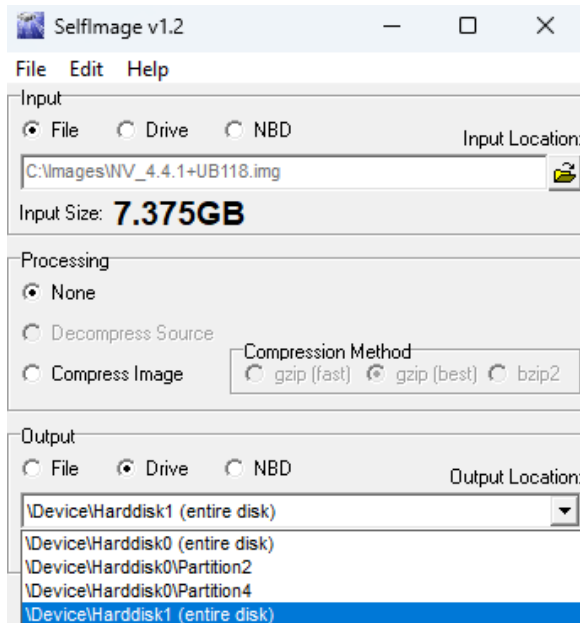 SelfImage v1.2
File Edit Help
Input
File Drive NBD
Input Location:
C:\Images\NV_4.4.1+UB118.img
Input Size: 7.375GB
Processing
None
Decompress Source
Compression Method
Compress Image gzip (fast) gzip (best) bzip2
Output
File Drive NBD
Output Location:
\Device\Harddisk1 (entire disk)
\Device\Harddisk0 (entire disk)
\Device\Harddisk0\Partition2
\Device\Harddisk0\Partition4
\Device\Harddisk1 (entire disk)